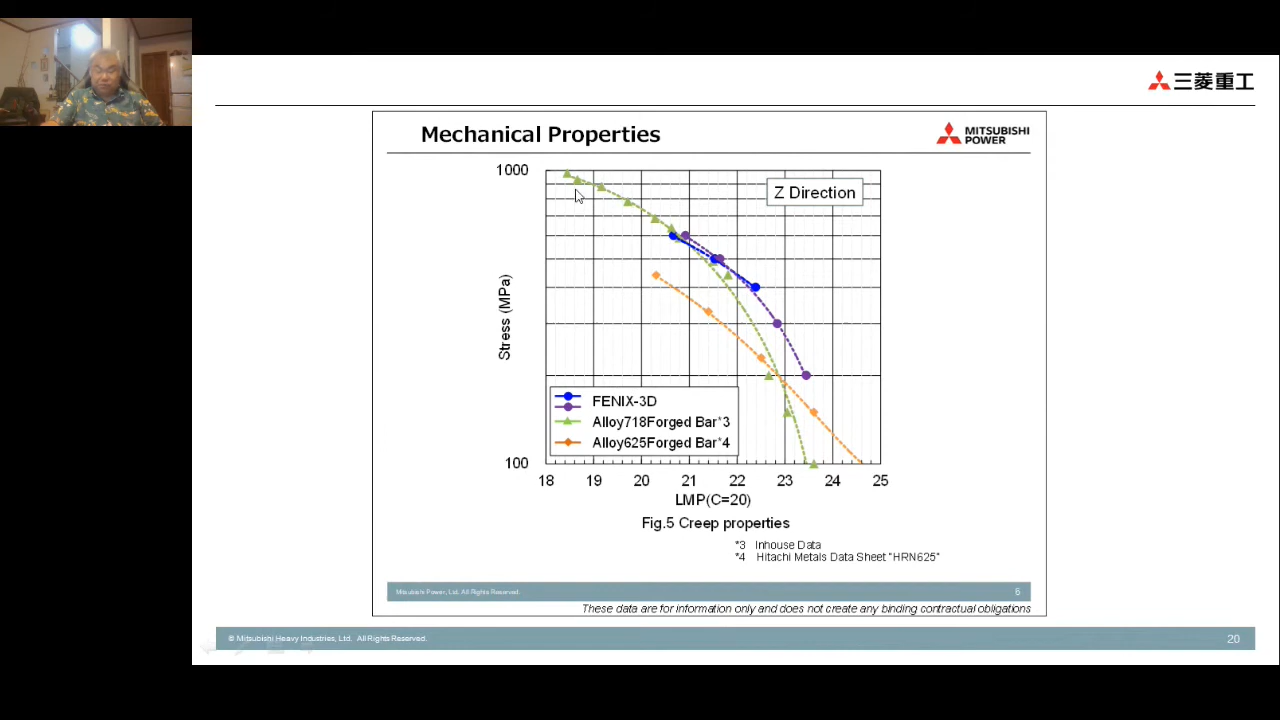 三菱重工
Mechanical Properties
MITSUBISHI
POWER
1000
Z Direction
Stress (MPa)
FENIX-3D
Alloy718Forged Bar*3
Alloy625Forged Bar*4
100
18 19 20 21 22 23 24 25
LMP(C=20)
Fig.5 Creep properties
*3 Inhouse Data
*4 Hitachi Metals Data Sheet "HRN625"
Mitsubishi Power, Ltd. All Rights Reserved.
6
These data are for information only and does not create any binding contractual obligations
© Mitsubishi Heavy Industries, Ltd. All Rights Reserved.
20